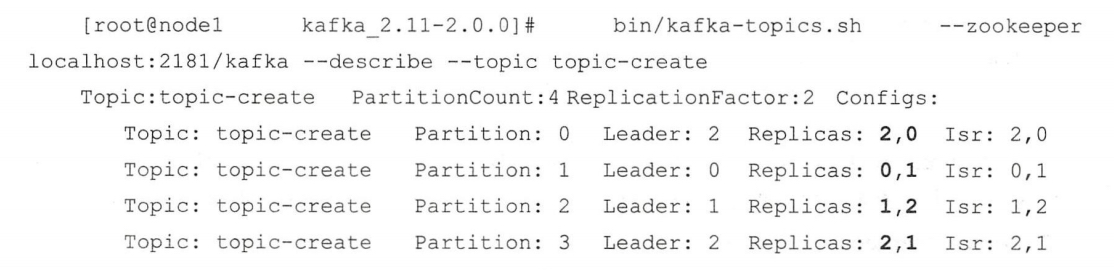 [root@node1 kafka_2.11-2.0.0]# bin/kafka-topics.sh --zookeeper
localhost:2181/kafka --describe --topic topic-create
Topic:topic-create PartitionCount:4 ReplicationFactor:2 Configs:
Topic: topic-create Partition: 0 Leader: 2 Replicas: 2,0 Isr: 2,0
Topic: topic-create Partition: 1 Leader: 0 Replicas: 0,1 Isr: 0,1
Topic: topic-create Partition: 2 Leader: 1 Replicas: 1,2 Isr: 1,2
Topic: topic-create Partition: 3 Leader: 2 Replicas: 2,1 Isr: 2,1